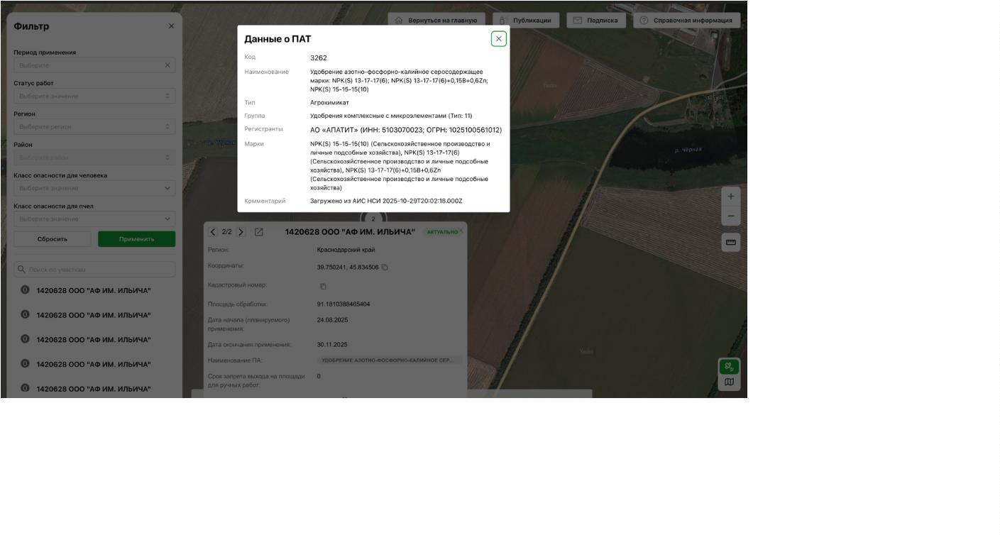 Фильтр
Период применения
Выберите
Статус работ
Выберите значение
Регион
Выберите регион
Район
Выберите район
Класс опасности для человека
Выберите значение
Класс опасности для пчел
Выберите значение
Сбросить
Применить
Поиск по участкам
0 1420628 ООО "АФ ИМ. ИЛЬИЧА"
0 1420628 ООО "АФ ИМ. ИЛЬИЧА"
0 1420628 ООО "АФ ИМ. ИЛЬИЧА"
0 1420628 ООО "АФ ИМ. ИЛЬИЧА"
0 1420628 ООО "АФ ИМ. ИЛЬИЧА"
Вернуться на главную
Публикации
Подписка
Справочная информация
Данные о ПАТ
Код 3262
Наименование Удобрение азотно-фосфорно-калийное серосодержащее
марки: NPK(S) 13-17-17(6); NPK(S) 13-17-17(6)+0,15B+0,6Zn;
NPK(S) 15-15-15(10)
Тип Агрохимикат
Группа Удобрения комплексные с микроэлементами (Тип: 11)
Регистранты АО «АПАТИТ» (ИНН: 5103070023; ОГРН: 1025100561012)
Марки NPK(S) 15-15-15(10) (Сельскохозяйственное производство и
личные подсобные хозяйства), NPK(S) 13-17-17(6)
(Сельскохозяйственное производство и личные подсобные
хозяйства), NPK(S) 13-17-17(6)+0,15B+0,6Zn
(Сельскохозяйственное производство и личные подсобные
хозяйства)
Комментарий Загружено из АИС НСИ 2025-10-29T20:02:18.000Z
р. Чёрная
р. Чёрная
2
2/2
1420628 ООО "АФ ИМ. ИЛЬИЧА"
АКТУАЛЬНО
Регион: Краснодарский край
Координаты: 39.750241, 45.834506
Кадастровый номер:
Площадь обработки: 91.1810388465404
Дата начала (планируемого) 24.08.2025
применения:
Дата окончания применения: 30.11.2025
Наименование ПА: УДОБРЕНИЕ АЗОТНО-ФОСФОРНО-КАЛИЙНОЕ СЕР...
Срок запрета выхода на площади 0
для ручных работ: